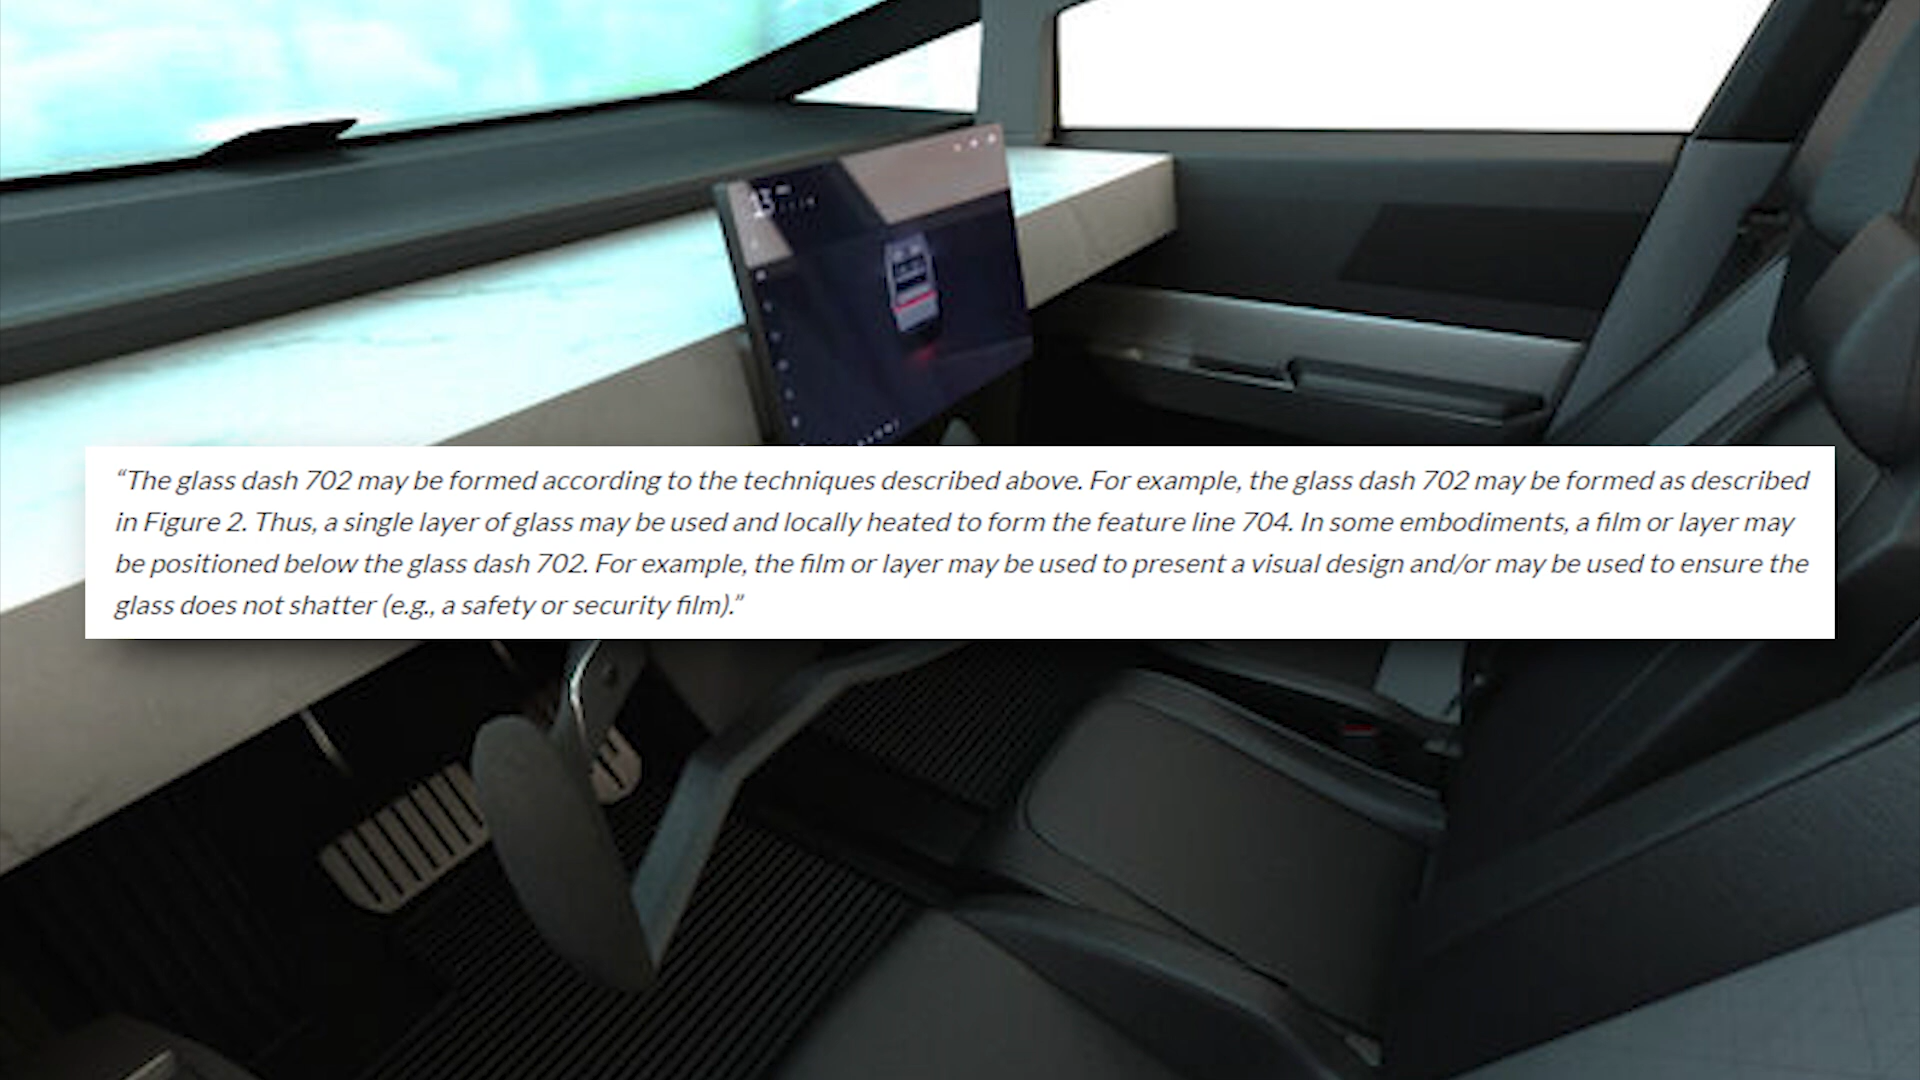 “The glass dash 702 may be formed according to the techniques described above. For example, the glass dash 702 may be formed as described
in Figure 2. Thus, a single layer of glass may be used and locally heated to form the feature line 704. In some embodiments, a film or layer may
be positioned below the glass dash 702. For example, the film or layer may be used to present a visual design and/or may be used to ensure the
glass does not shatter (e.g., a safety or security film).”